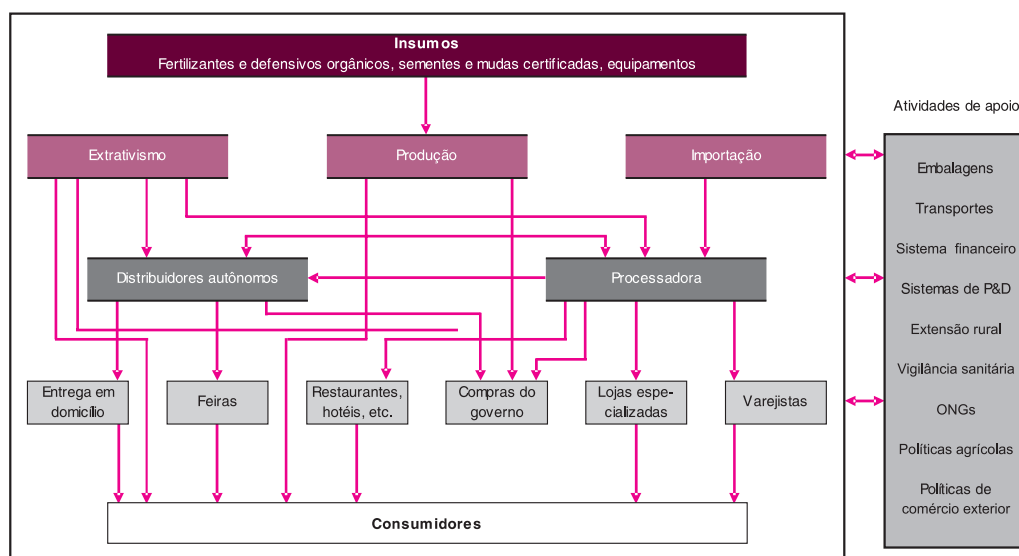 Insumos
Fertilizantes e defensivos orgânicos, sementes e mudas certificadas, equipamentos
Atividades de apoio
Extrativismo
Produção
Importação
Embalagens
Transportes
Sistema financeiro
Distribuidores autônomos
Processadora
Sistemas de P&D
Extensão rural
Vigilância sanitária
Entrega em
domicílio
Feiras
Restaurantes,
hotéis, etc.
Compras do
governo
Lojas espe-
cializadas
Varejistas
ONGs
Políticas agrícolas
Políticas de
comércio exterior
Consumidores